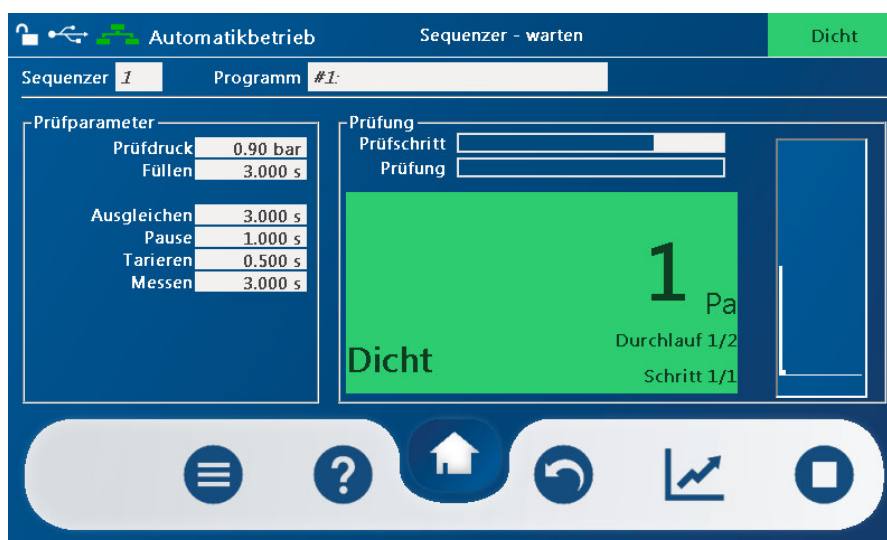 Automatikbetrieb Sequenzer - warten Dicht
Sequenzer 1 Programm #1:
Prüfparameter
Prüfdruck 0.90 bar
Füllen 3.000 s
Ausgleichen 3.000 s
Pause 1.000 s
Tarieren 0.500 s
Messen 3.000 s
Prüfung
Prüfschritt
Prüfung
1 Pa
Durchlauf 1/2
Dicht
Schritt 1/1
?